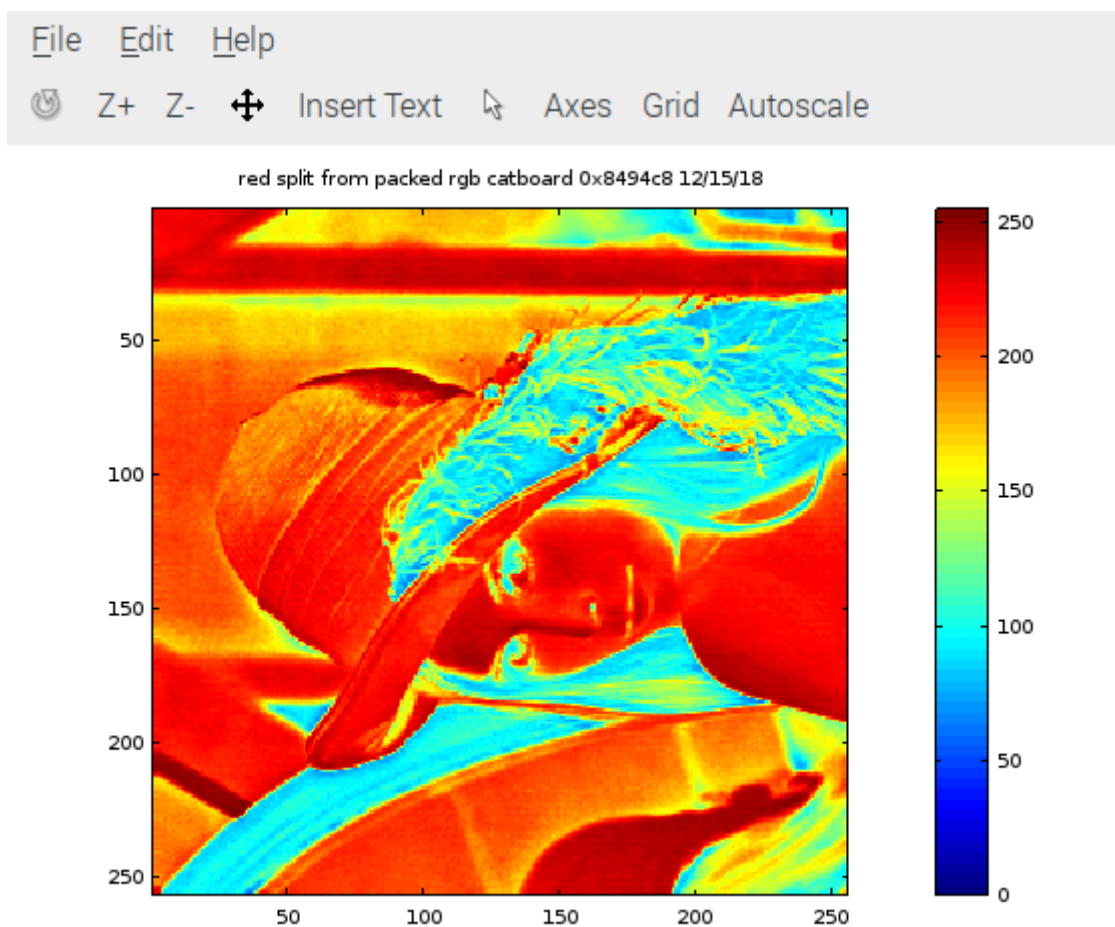 File Edit Help
Z+ Z- Insert Text Axes Grid Autoscale
red split from packed rgb catboard 0x8494c8 12/15/18
50
100
150
200
250
50 100 150 200 250
250
200
150
100
50
0